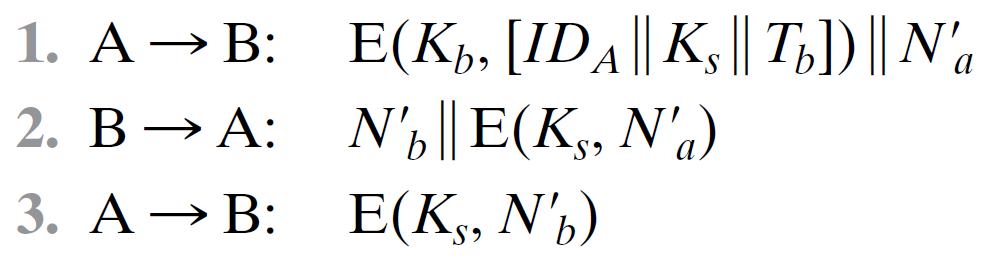 1. A → B: E(K_b, [ID_A || K_s || T_b]) || N'_a
2. B → A: N'_b || E(K_s, N'_a)
3. A → B: E(K_s, N'_b)